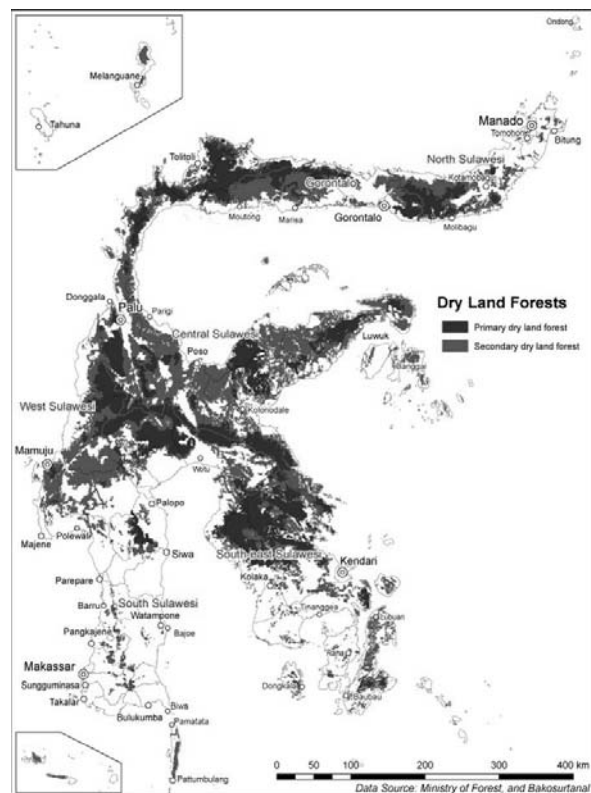 Ondong
Melanguane
Tahuna
Manado
Tomohon
Bitung
North Sulawesi
Kotamobagu
Tolitoli
Gorontalo
Moutong
Marisa
Gorontalo
Molibagu
Donggala
Palu
Parigi
Dry Land Forests
Primary dry land forest
Secondary dry land forest
Central Sulawesi
Poso
Luwuk
Banggai
West Sulawesi
Kolonodale
Mamuju
Wotu
Palopo
Majene
Polewali
Siwa
South east Sulawesi
Kendari
Kolaka
Parepare
Barru
South Sulawesi
Tinanggea
Watampone
Bajoe
Pangkajene
Raha
Makassar
Sungguminasa
Dongkala
Baubau
Takalar
Bulukumba
Biwa
Pamatata
Pattumbulang
0 50 100 200 300 400 km
Data Source: Ministry of Forest, and Bakosurtanal